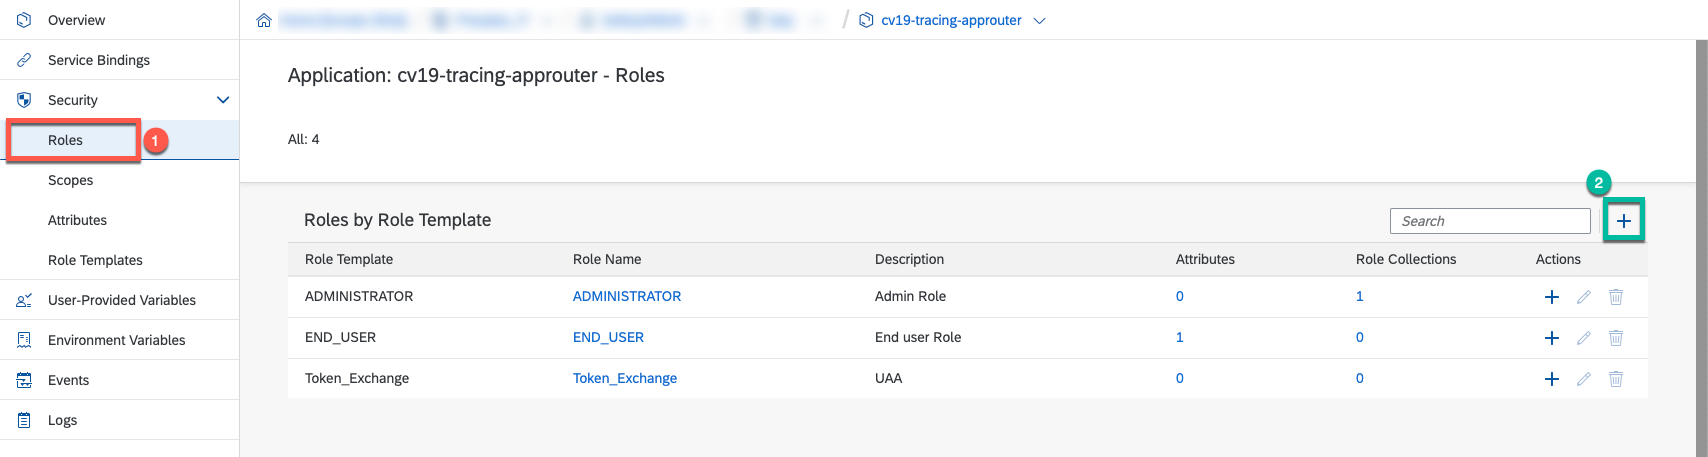 Overview
cv19-tracing-approuter
Service Bindings
Security
Roles
1
Scopes
Attributes
Role Templates
User-Provided Variables
Environment Variables
Events
Logs
Application: cv19-tracing-approuter - Roles
All: 4
2
Roles by Role Template
Search
Role Template Role Name Description Attributes Role Collections Actions
ADMINISTRATOR ADMINISTRATOR Admin Role 0 1
END_USER END_USER End user Role 1 0
Token_Exchange Token_Exchange UAA 0 0